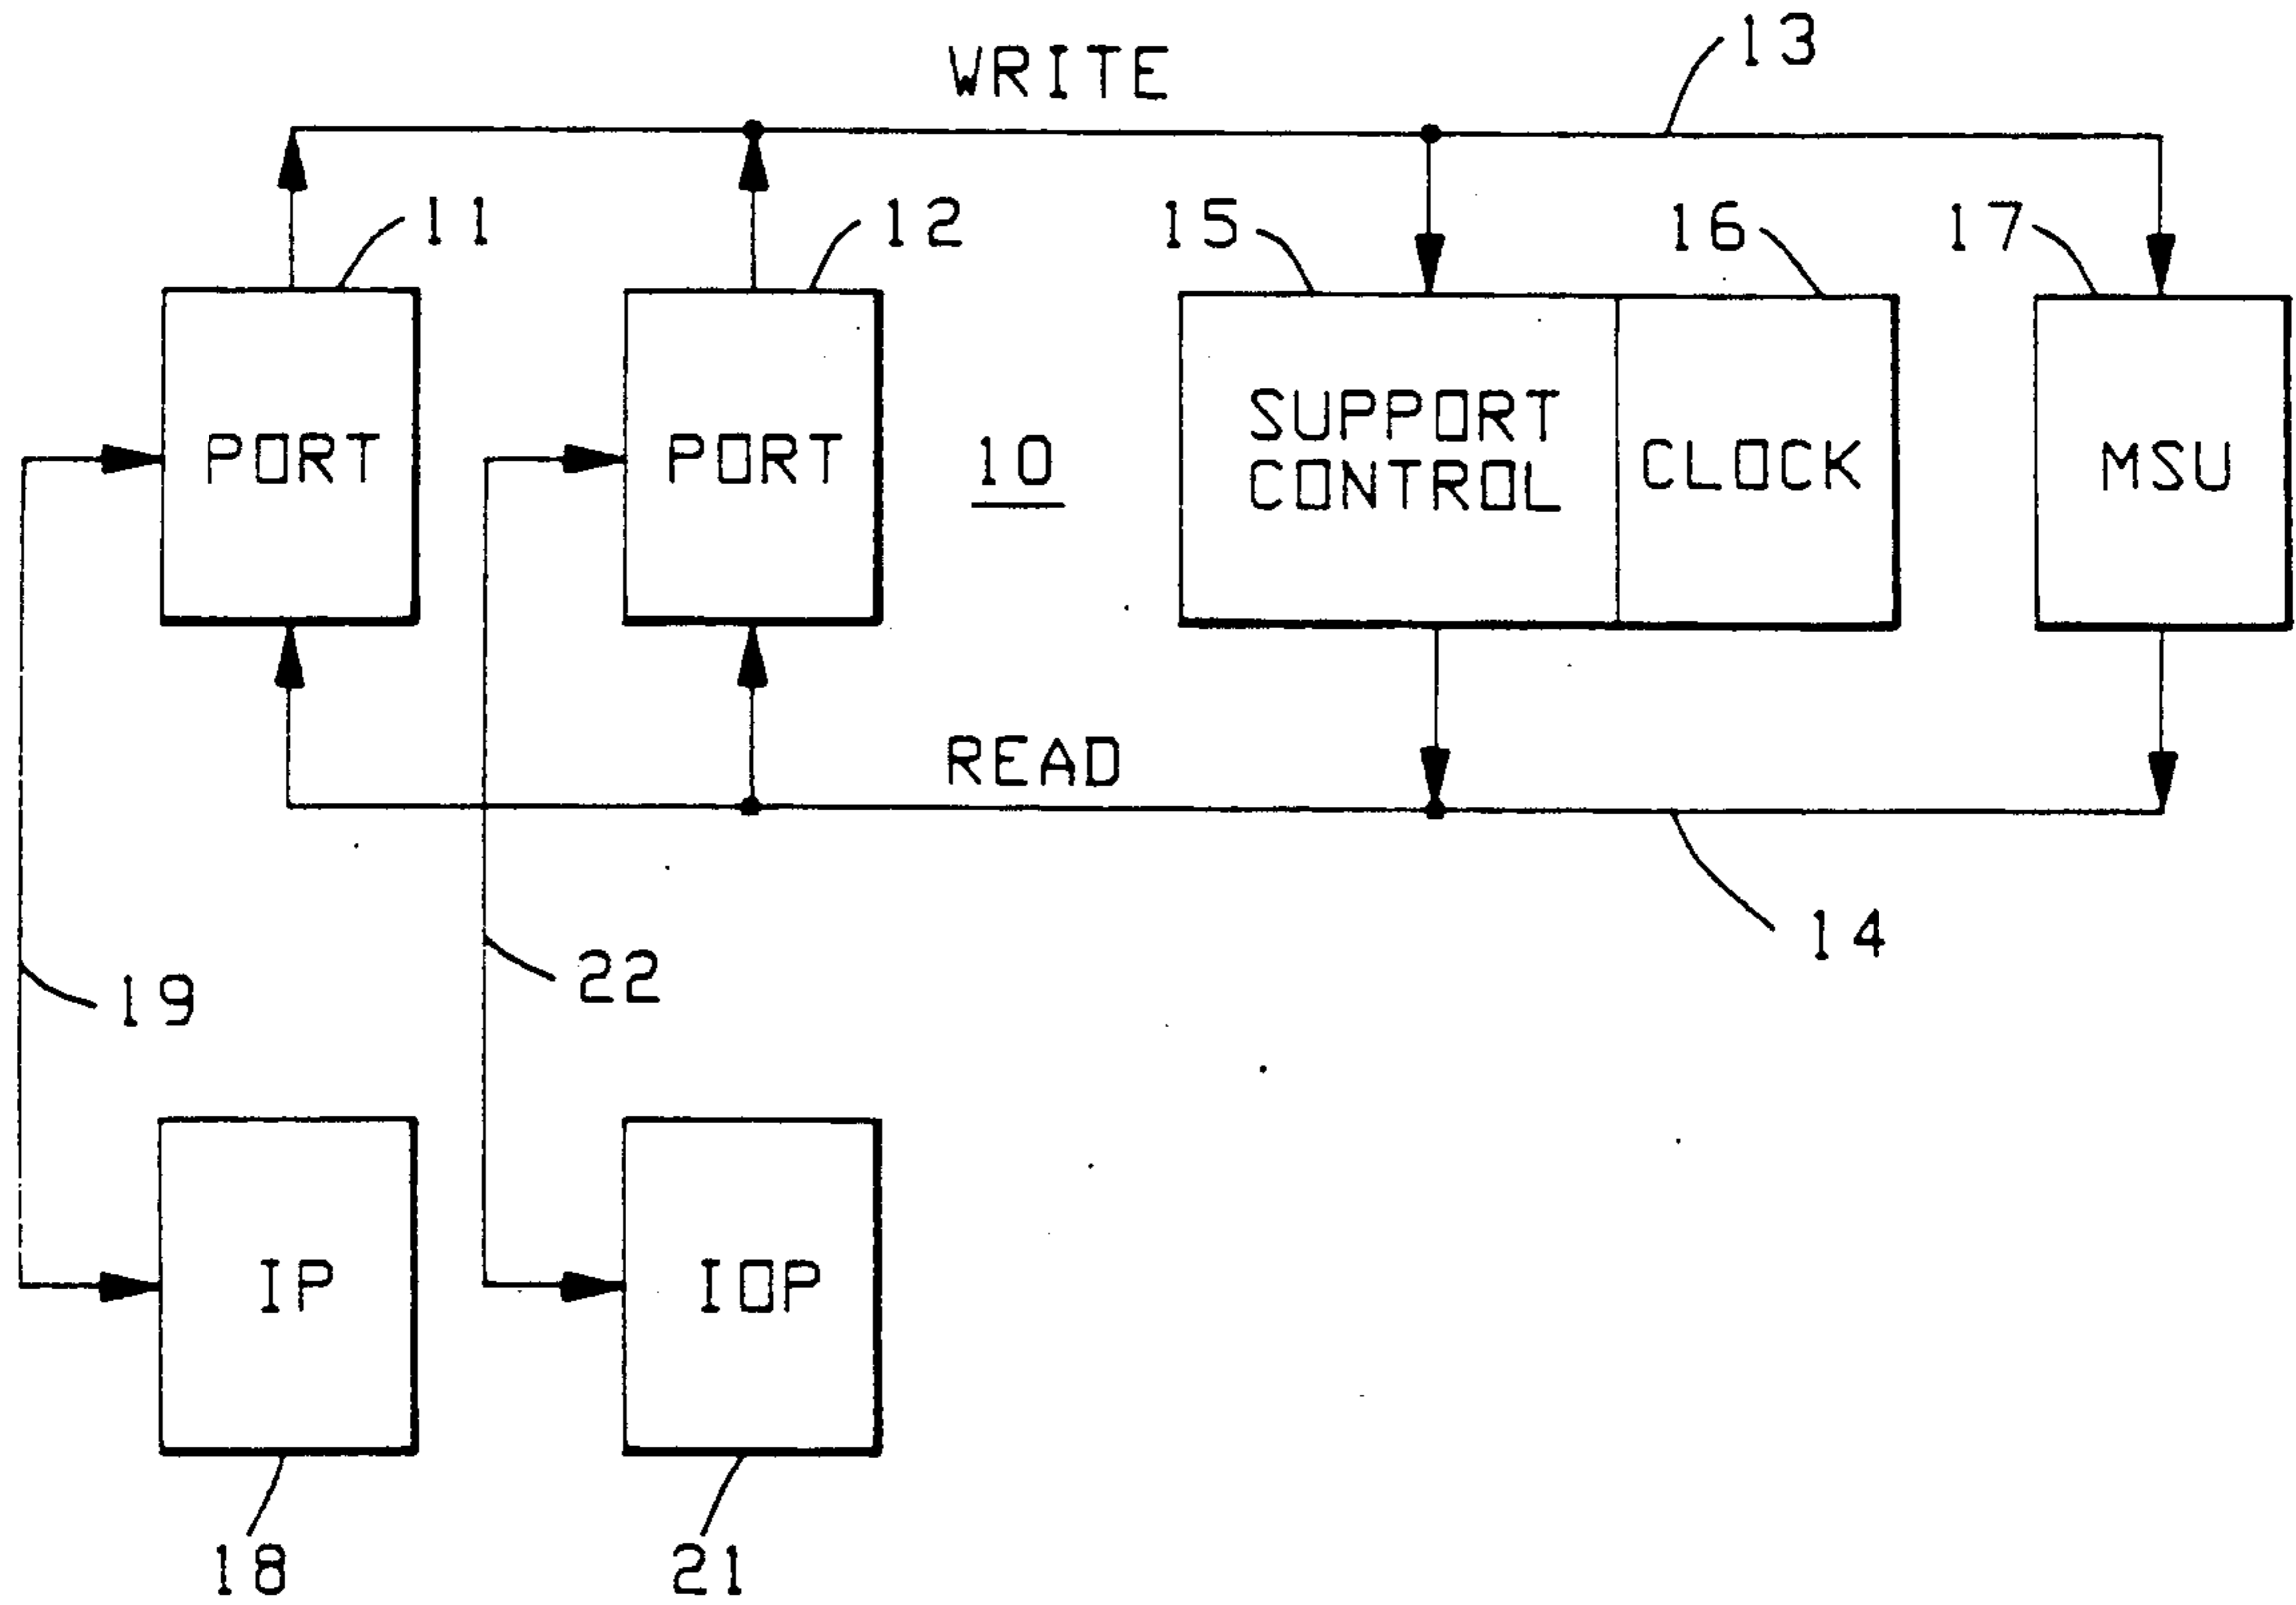 WRITE
13
11
12
15
16
17
PORT
PORT
10
SUPPORT
CONTROL
CLOCK
MSU
READ
14
19
22
IP
IOP
18
21